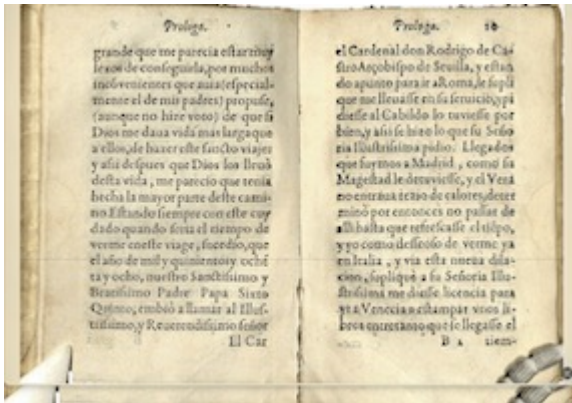 Prologo.
grande que me parecia estar muy
lexos de conseguirla, por muchos
inconuenientes que auia (especial-
mente el de mis padres) propuse,
(aunque no hize voto) de que si
Dios me daua vida mas larga que
a ellos, de hazer este sancto viaje:
y assi despues que Dios los lleuò
desta vida, me parecio que tenia
hecha la mayor parte deste cami-
no. Estando siempre con este cuy
dado quando seria el tiempo de
verme en este viage, sucedio, que
el año de mil y quinientos y oché
ta y ocho, nuestro Sanctissimo y
Beatissimo Padre Papa Sixto
Quinto, embiò a llamar al Illus-
trissimo, y Reuerendissimo señor
El Car
Prologo. 10
el Cardenal don Rodrigo de Ca-
stro Arçobispo de Seuilla, y estan
do apunto para ir a Roma, le supli
que me lleuasse en su seruicio, y pi
diesse al Cabildo lo tuuiesse por
bien, y assi se hizo lo que su Seño
ria Illustrissima pidio. Llegados
que fuymos a Madrid, como su
Magestad le detuuiesse, y el Vera
no entraua de calores, deter
minò por entonces no passar de
alli hasta que refrescasse el tiẽpo,
y yo como desseoso de verme ya
en Italia, y via esta nueua dila-
cion, supliquè a su Señoria Illu-
strissima me diesse licencia para
yr a Venecia a estampar vnos li-
bros entretanto que se llegasse el
B 2 tiem-